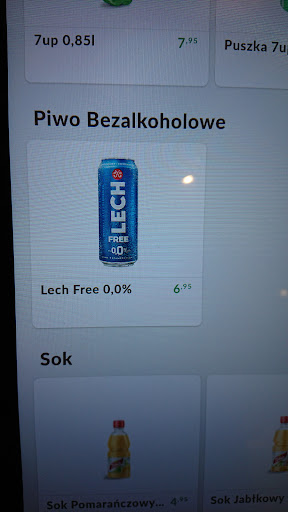 7up 0,85l 7.95
Puszka 7u
Piwo Bezalkoholowe
LECH
FREE
0,0%
Lech Free 0,0% 6.95
Sok
Sok Pomarańczowy... 4.45
Sok Jabłkowy